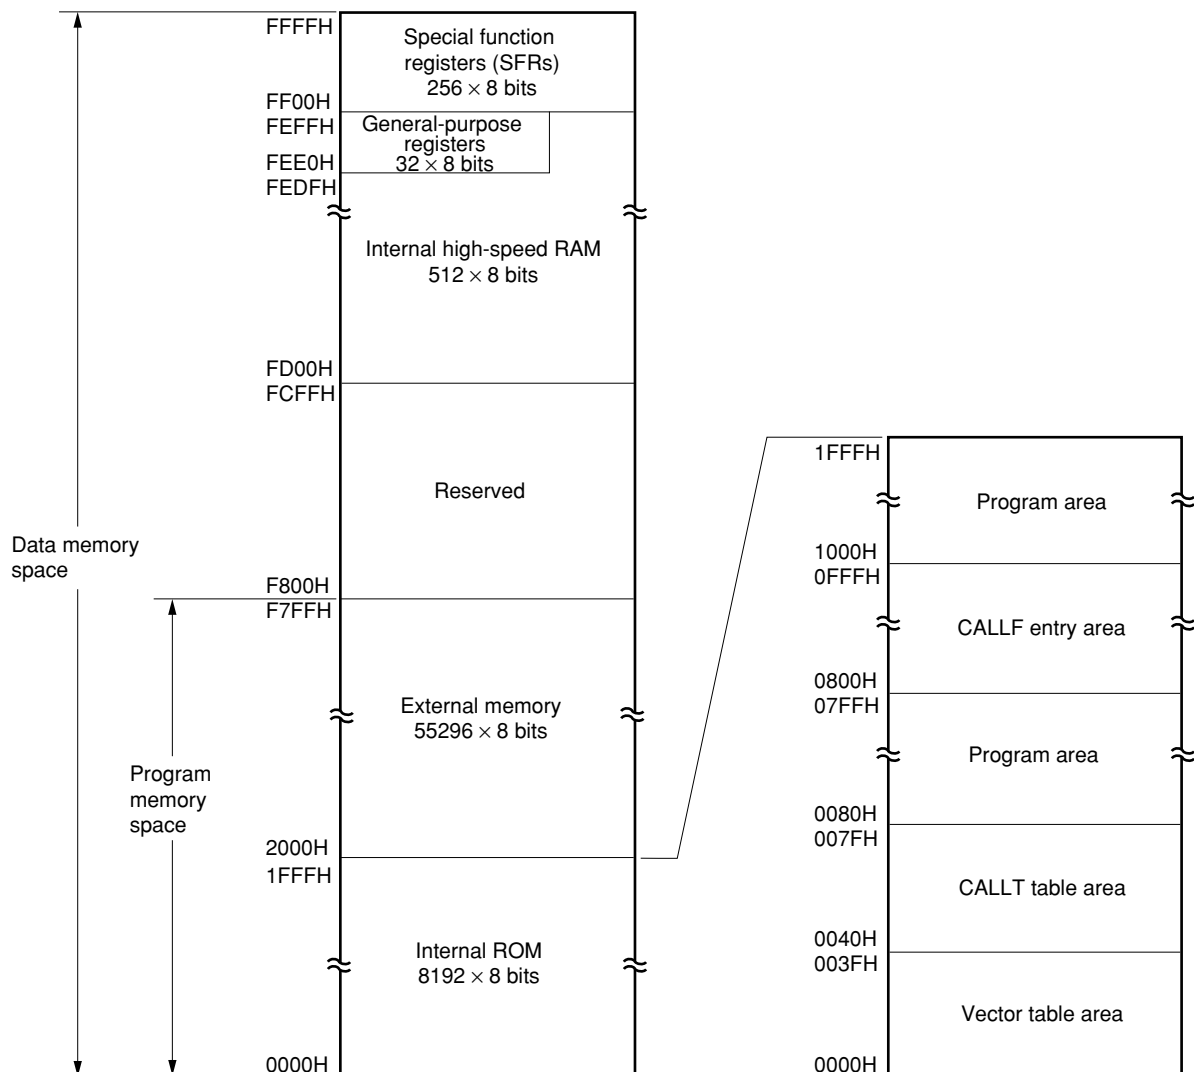 FFFFH
Special function
registers (SFRs)
256 × 8 bits
FF00H
FEFFH
General-purpose
registers
32 × 8 bits
FEE0H
FEDFH
Internal high-speed RAM
512 × 8 bits
FD00H
FCFFH
Reserved
Data memory
space
F800H
F7FFH
External memory
55296 × 8 bits
Program
memory
space
2000H
1FFFH
Internal ROM
8192 × 8 bits
0000H
1FFFH
Program area
1000H
0FFFH
CALLF entry area
0800H
07FFH
Program area
0080H
007FH
CALLT table area
0040H
003FH
Vector table area
0000H